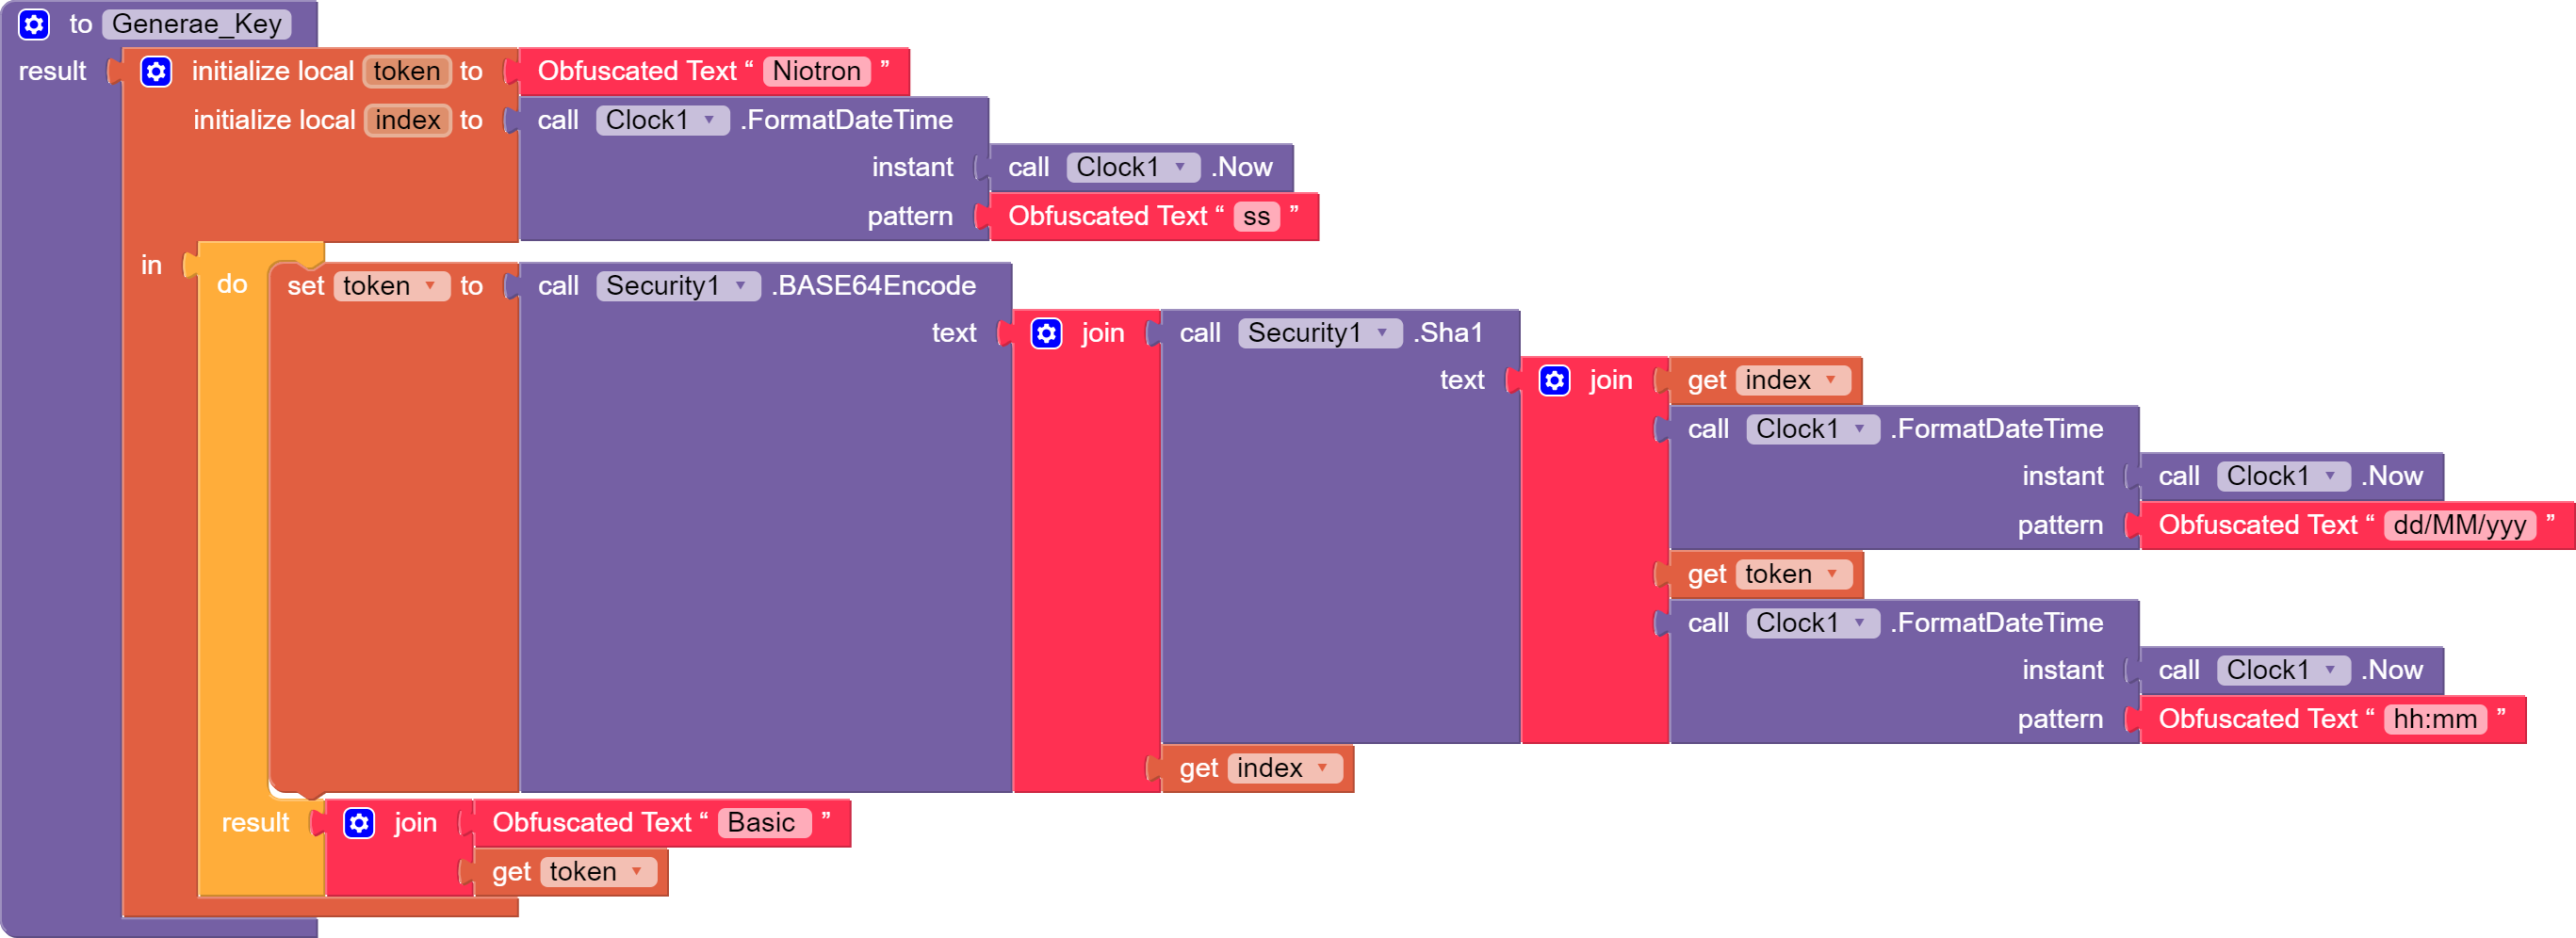 to Generae_Key
result initialize local token to Obfuscated Text “ Niotron ”
initialize local index to call Clock1 .FormatDateTime
instant call Clock1 .Now
pattern Obfuscated Text “ ss ”
in
do set token to call Security1 .BASE64Encode
text join call Security1 .Sha1
text join get index
call Clock1 .FormatDateTime
instant call Clock1 .Now
pattern Obfuscated Text “ dd/MM/yyy ”
get token
call Clock1 .FormatDateTime
instant call Clock1 .Now
pattern Obfuscated Text “ hh:mm ”
get index
result join Obfuscated Text “ Basic ”
get token